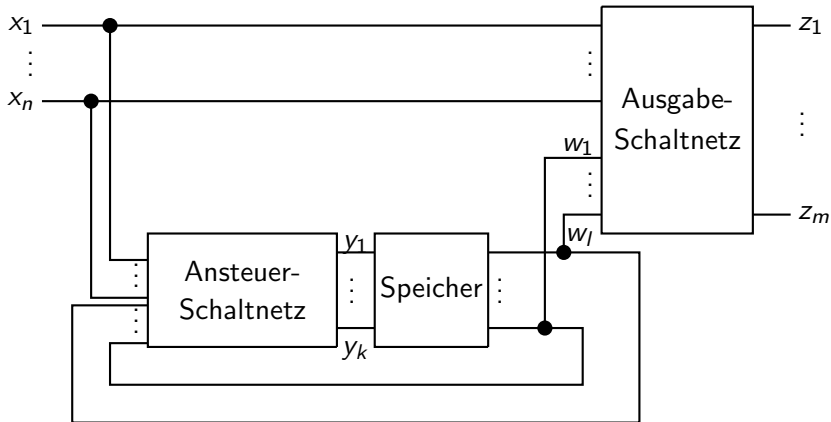 x₁
⋮
xₙ
⋮
Ausgabe-
Schaltnetz
z₁
⋮
zₘ
w₁
⋮
wₗ
⋮
⋮
Ansteuer-
Schaltnetz
y₁
⋮
yₖ
Speicher
⋮